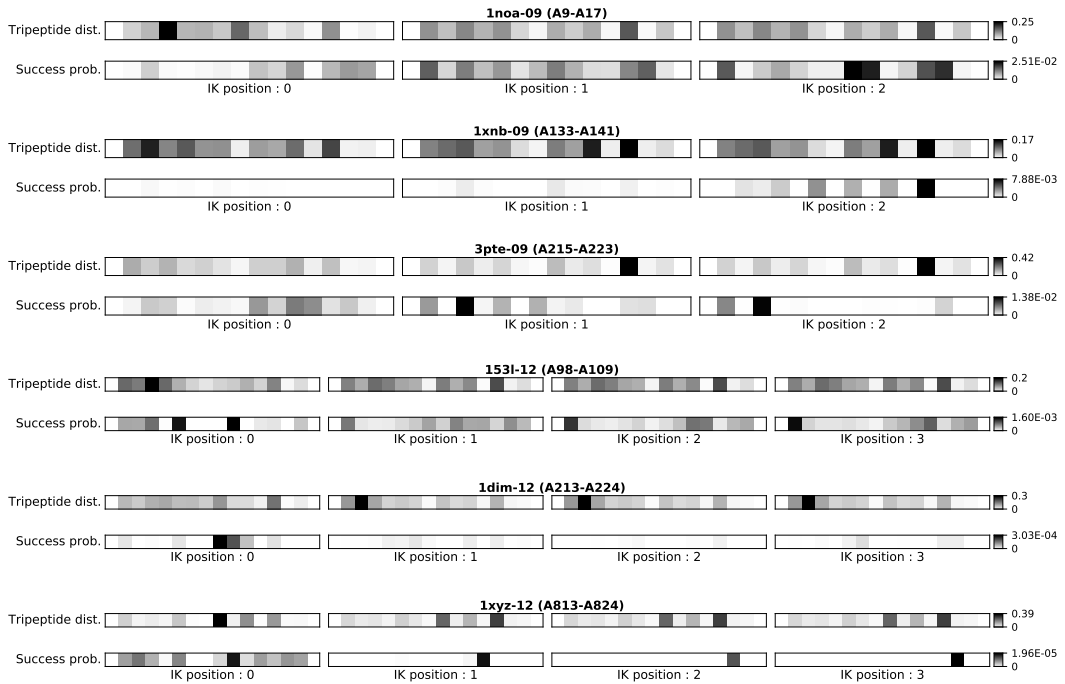 1noa-09 (A9-A17)
Tripeptide dist.
0.25
0
Success prob.
2.51E-02
0
IK position : 0
IK position : 1
IK position : 2
1xnb-09 (A133-A141)
Tripeptide dist.
0.17
0
Success prob.
7.88E-03
0
IK position : 0
IK position : 1
IK position : 2
3pte-09 (A215-A223)
Tripeptide dist.
0.42
0
Success prob.
1.38E-02
0
IK position : 0
IK position : 1
IK position : 2
153l-12 (A98-A109)
Tripeptide dist.
0.2
0
Success prob.
1.60E-03
0
IK position : 0
IK position : 1
IK position : 2
IK position : 3
1dim-12 (A213-A224)
Tripeptide dist.
0.3
0
Success prob.
3.03E-04
0
IK position : 0
IK position : 1
IK position : 2
IK position : 3
1xyz-12 (A813-A824)
Tripeptide dist.
0.39
0
Success prob.
1.96E-05
0
IK position : 0
IK position : 1
IK position : 2
IK position : 3